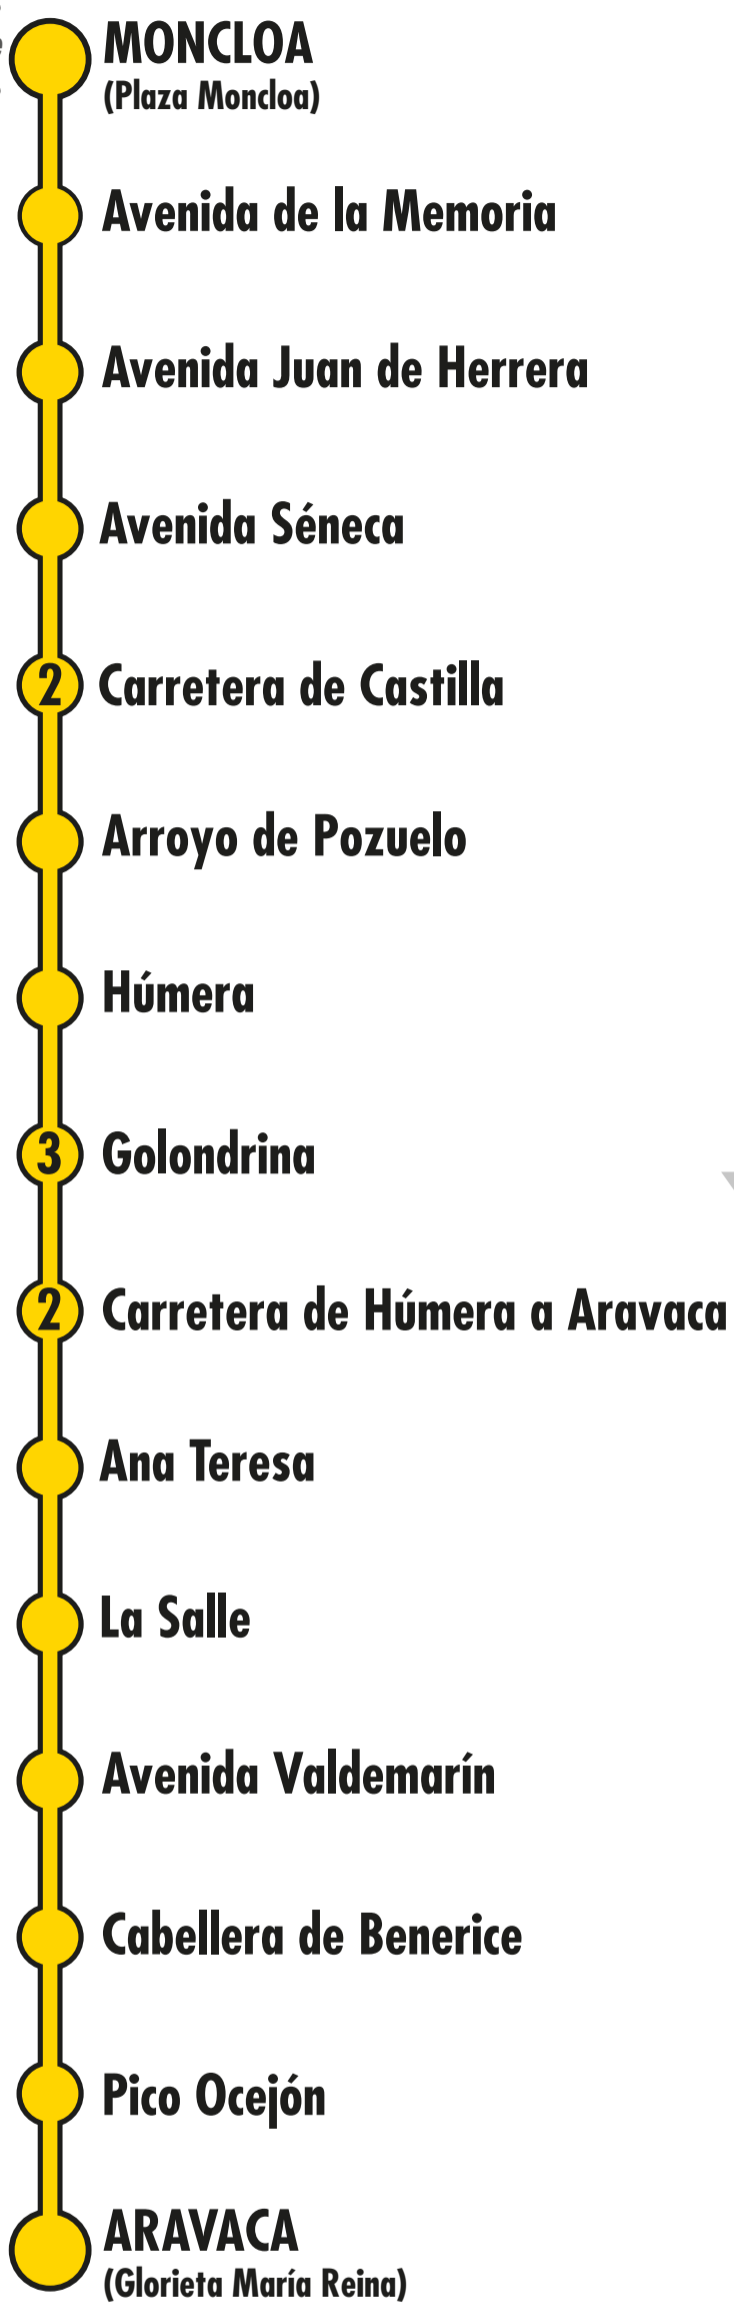 MONCLOA
(Plaza Moncloa)
Avenida de la Memoria
Avenida Juan de Herrera
Avenida Séneca
2 Carretera de Castilla
Arroyo de Pozuelo
Húmera
3 Golondrina
2 Carretera de Húmera a Aravaca
Ana Teresa
La Salle
Avenida Valdemarín
Cabellera de Benerice
Pico Ocejón
ARAVACA
(Glorieta María Reina)